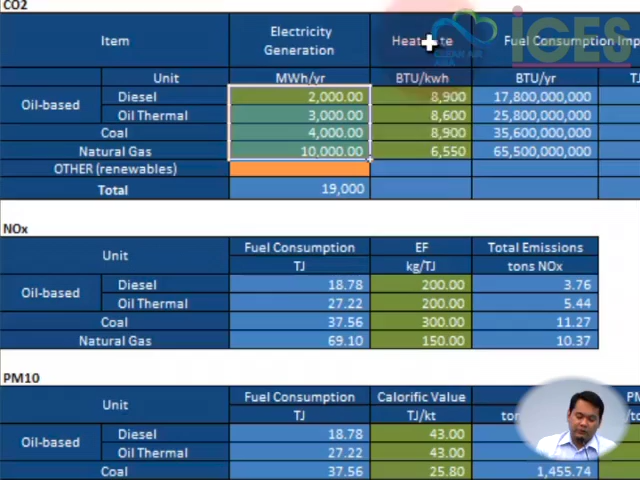 CO2
Item Electricity Generation Heat Fuel Consumption Imp
Unit MWh/yr BTU/kwh BTU/yr TJ
Oil-based Diesel 2,000.00 8,900 17,800,000,000
Oil Thermal 3,000.00 8,600 25,800,000,000
Coal 4,000.00 8,900 35,600,000,000
Natural Gas 10,000.00 6,550 65,500,000,000
OTHER (renewables)
Total 19,000
IGES
CLEAN AIR ASIA
NOx
Unit Fuel Consumption EF Total Emissions
TJ kg/TJ tons NOx
Oil-based Diesel 18.78 200.00 3.76
Oil Thermal 27.22 200.00 5.44
Coal 37.56 300.00 11.27
Natural Gas 69.10 150.00 10.37
PM10
Unit Fuel Consumption Calorific Value
TJ TJ/kt
Oil-based Diesel 18.78 43.00
Oil Thermal 27.22 43.00
Coal 37.56 25.80 1,455.74